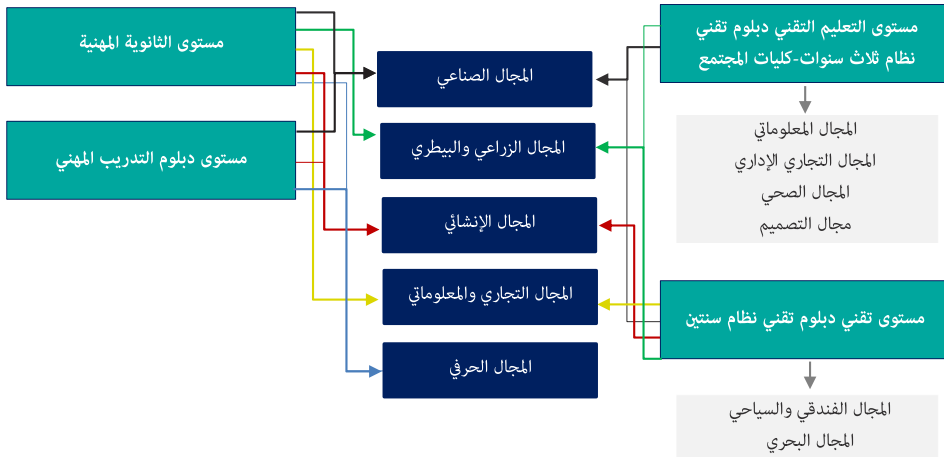 مستوى التعليم التقني دبلوم تقني
نظام ثلاث سنوات-كليات المجتمع
المجال المعلوماتي
المجال التجاري الإداري
المجال الصحي
مجال التصميم
مستوى تقني دبلوم تقني نظام سنتين
المجال الفندقي والسياحي
المجال البحري
المجال الصناعي
المجال الزراعي والبيطري
المجال الإنشائي
المجال التجاري والمعلوماتي
المجال الحرفي
مستوى الثانوية المهنية
مستوى دبلوم التدريب المهني